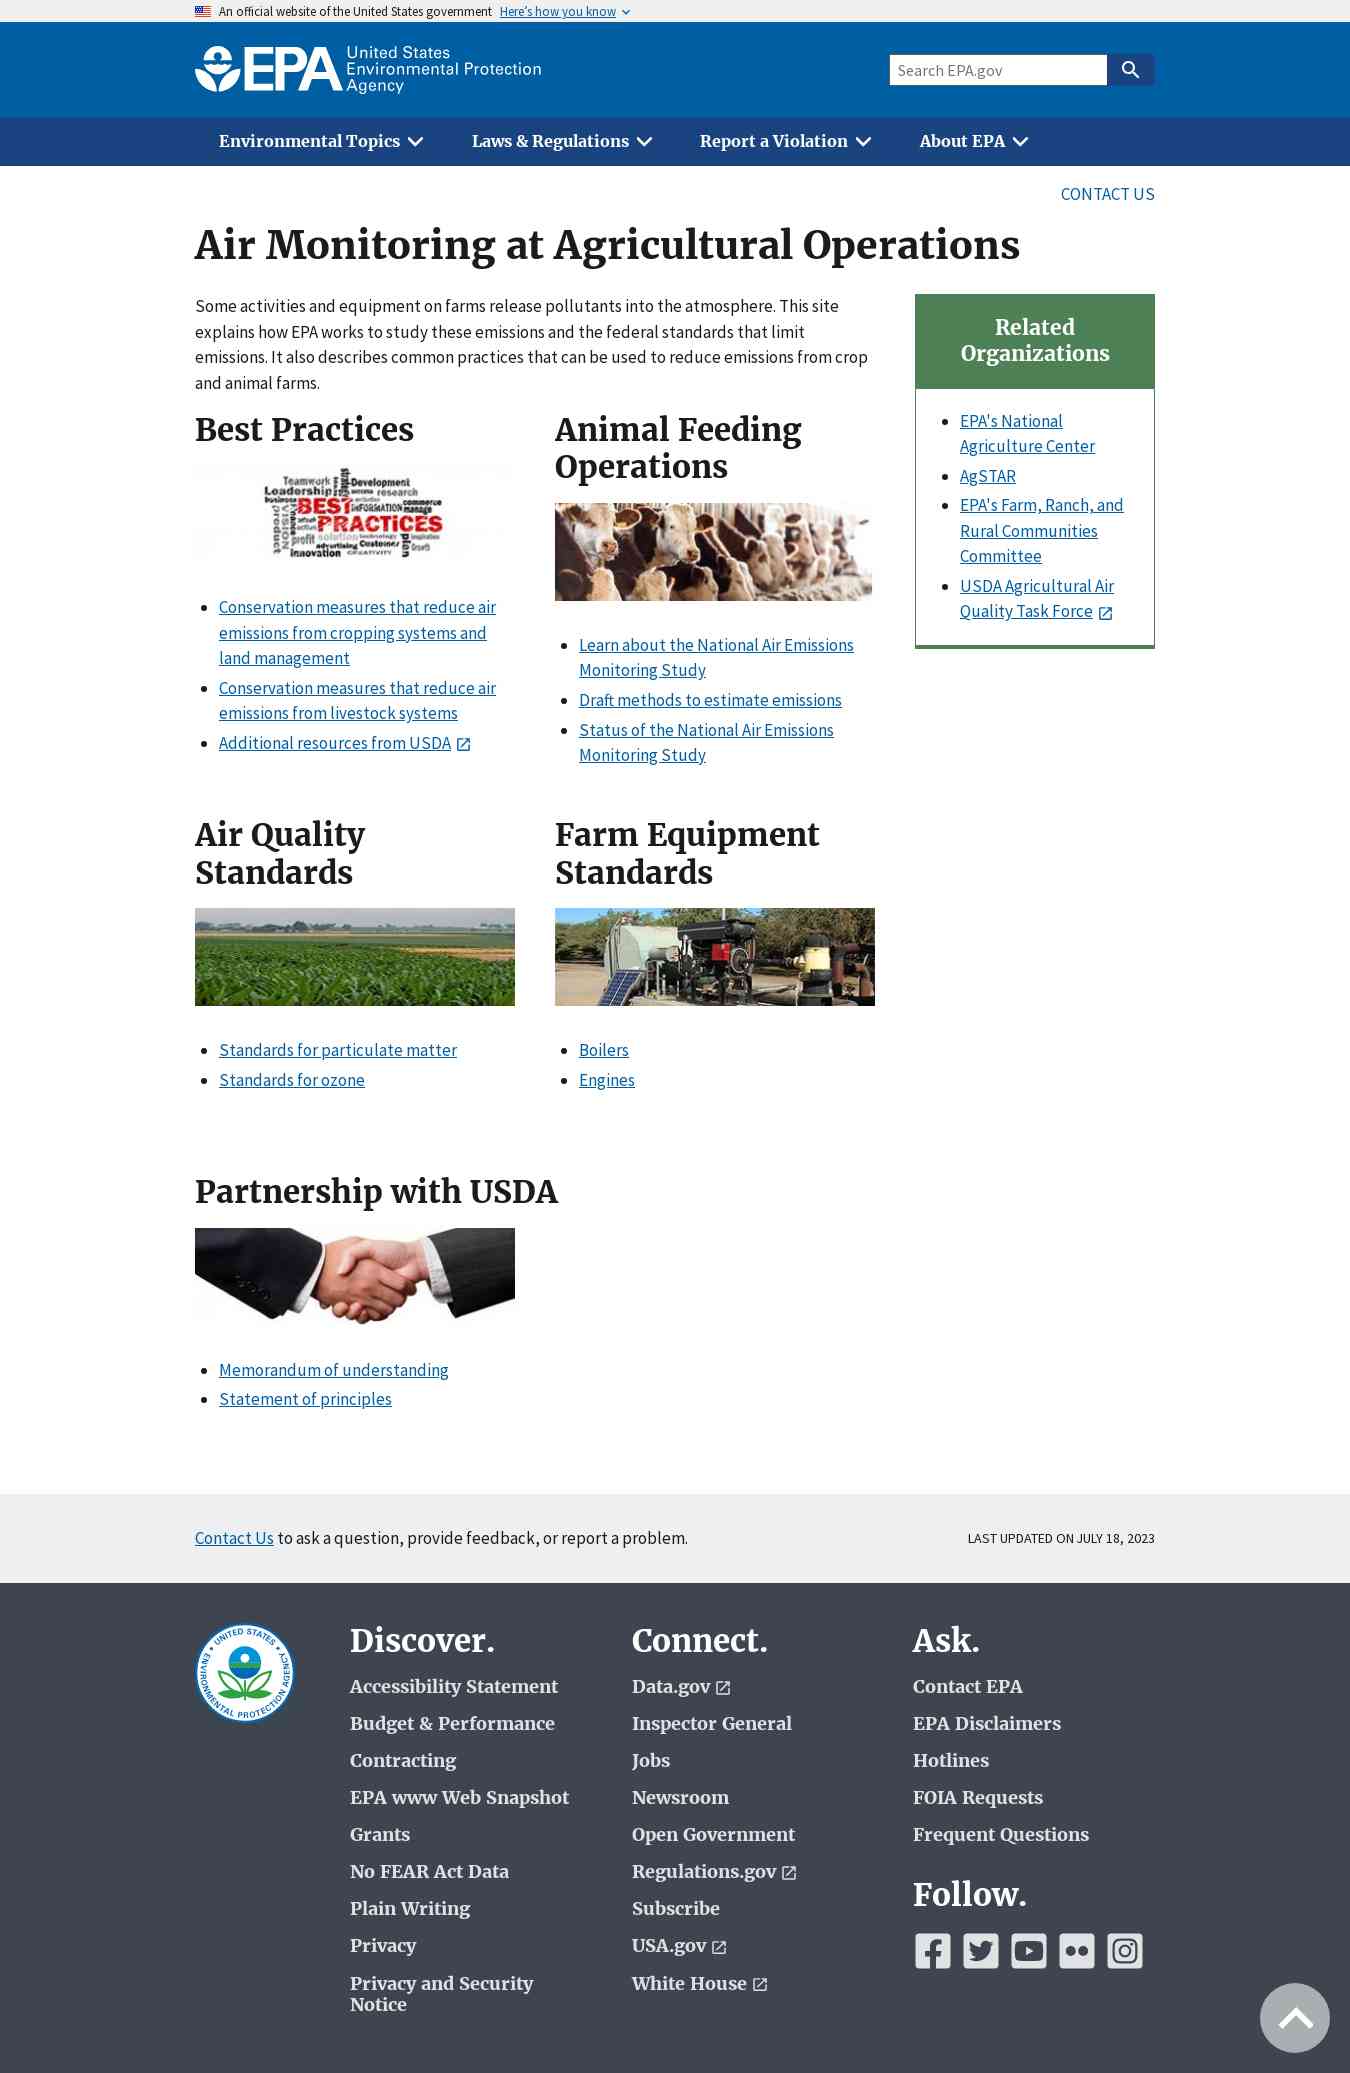 An official website of the United States government Here's how you know
EPA United States
Environmental Protection
Agency
Search EPA.gov
Environmental Topics Laws & Regulations Report a Violation About EPA
CONTACT US
Air Monitoring at Agricultural Operations
Some activities and equipment on farms release pollutants into the atmosphere. This site
explains how EPA works to study these emissions and the federal standards that limit
emissions. It also describes common practices that can be used to reduce emissions from crop
and animal farms.
Best Practices
Teamwork strategy Development
Leadership success research
business BEST INFORMATION commerce
manage
PRACTICES
product VISION Finance profit solution technology inspiration
advertising Customer plan Growth
innovation CREATIVITY
Conservation measures that reduce air
emissions from cropping systems and
land management
Conservation measures that reduce air
emissions from livestock systems
Additional resources from USDA
Animal Feeding
Operations
Learn about the National Air Emissions
Monitoring Study
Draft methods to estimate emissions
Status of the National Air Emissions
Monitoring Study
Air Quality
Standards
Standards for particulate matter
Standards for ozone
Farm Equipment
Standards
Boilers
Engines
Partnership with USDA
Memorandum of understanding
Statement of principles
Related
Organizations
EPA's National
Agriculture Center
AgSTAR
EPA's Farm, Ranch, and
Rural Communities
Committee
USDA Agricultural Air
Quality Task Force
Contact Us to ask a question, provide feedback, or report a problem.
LAST UPDATED ON JULY 18, 2023
UNITED STATES
ENVIRONMENTAL PROTECTION AGENCY
Discover.
Accessibility Statement
Budget & Performance
Contracting
EPA www Web Snapshot
Grants
No FEAR Act Data
Plain Writing
Privacy
Privacy and Security
Notice
Connect.
Data.gov
Inspector General
Jobs
Newsroom
Open Government
Regulations.gov
Subscribe
USA.gov
White House
Ask.
Contact EPA
EPA Disclaimers
Hotlines
FOIA Requests
Frequent Questions
Follow.